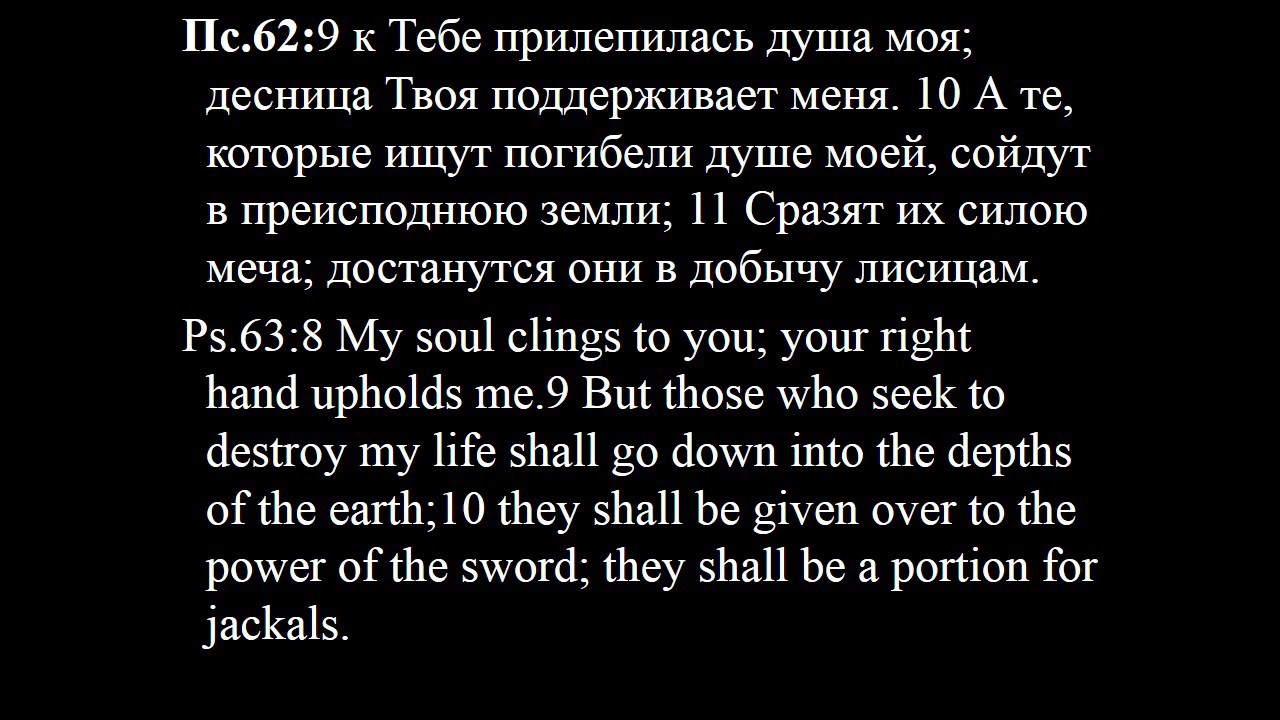 Пс.62:9 к Тебе прилепилась душа моя;
десница Твоя поддерживает меня. 10 А те,
которые ищут погибели душе моей, сойдут
в преисподнюю земли; 11 Сразят их силою
меча; достанутся они в добычу лисицам.
Ps.63:8 My soul clings to you; your right
hand upholds me.9 But those who seek to
destroy my life shall go down into the depths
of the earth;10 they shall be given over to the
power of the sword; they shall be a portion for
jackals.